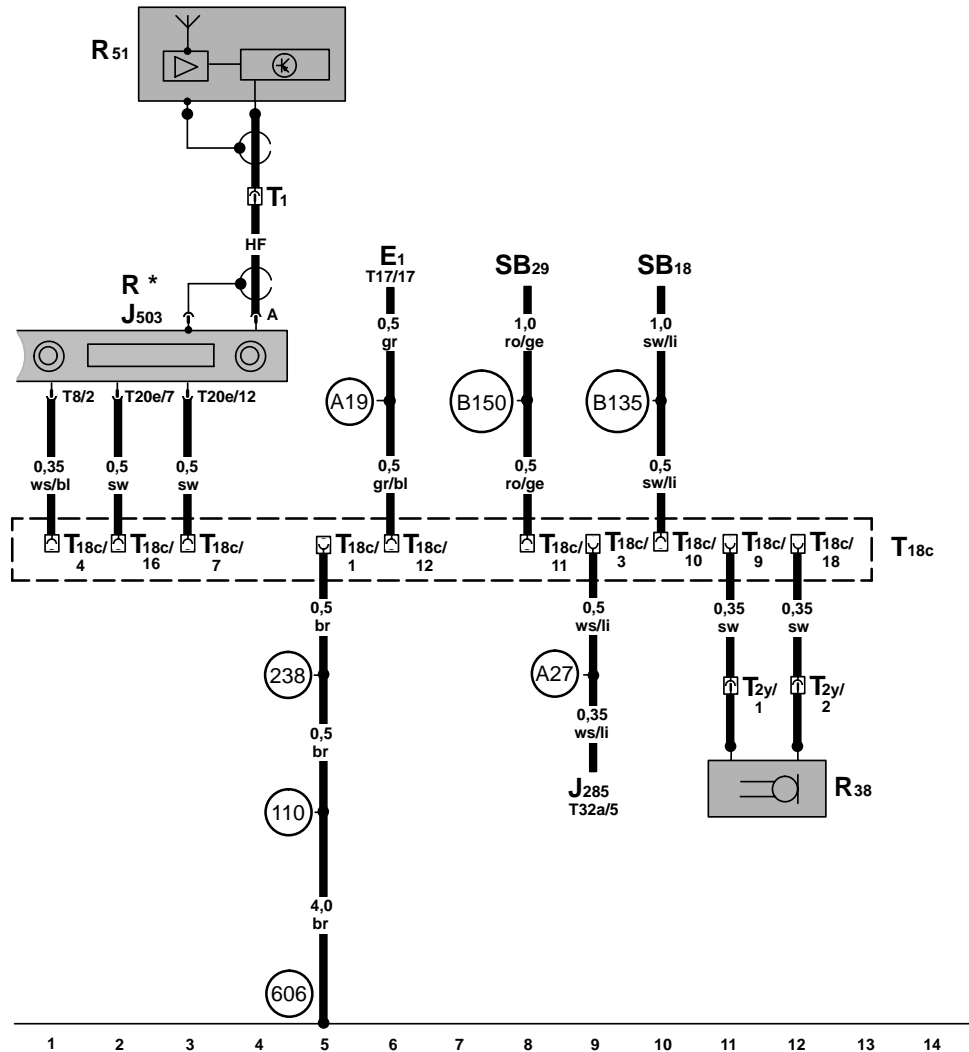 R51
T1
HF
E1
T17/17
SB29
SB18
R *
J503
A
0,5
gr
1,0
ro/ge
1,0
sw/li
T8/2
T20e/7
T20e/12
A19
B150
B135
0,35
ws/bl
0,5
sw
0,5
sw
0,5
gr/bl
0,5
ro/ge
0,5
sw/li
T18c/
4
T18c/
16
T18c/
7
T18c/
1
T18c/
12
T18c/
11
T18c/
3
T18c/
10
T18c/
9
T18c/
18
T18c
0,5
br
0,5
ws/li
0,35
sw
0,35
sw
238
A27
T2y/
1
T2y/
2
0,5
br
0,35
ws/li
J285
T32a/5
R38
110
4,0
br
606
1 2 3 4 5 6 7 8 9 10 11 12 13 14